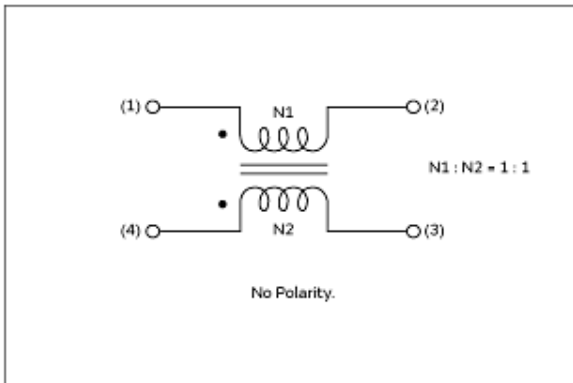 (1)
N1
(2)
N1 : N2 = 1 : 1
(4)
N2
(3)
No Polarity.